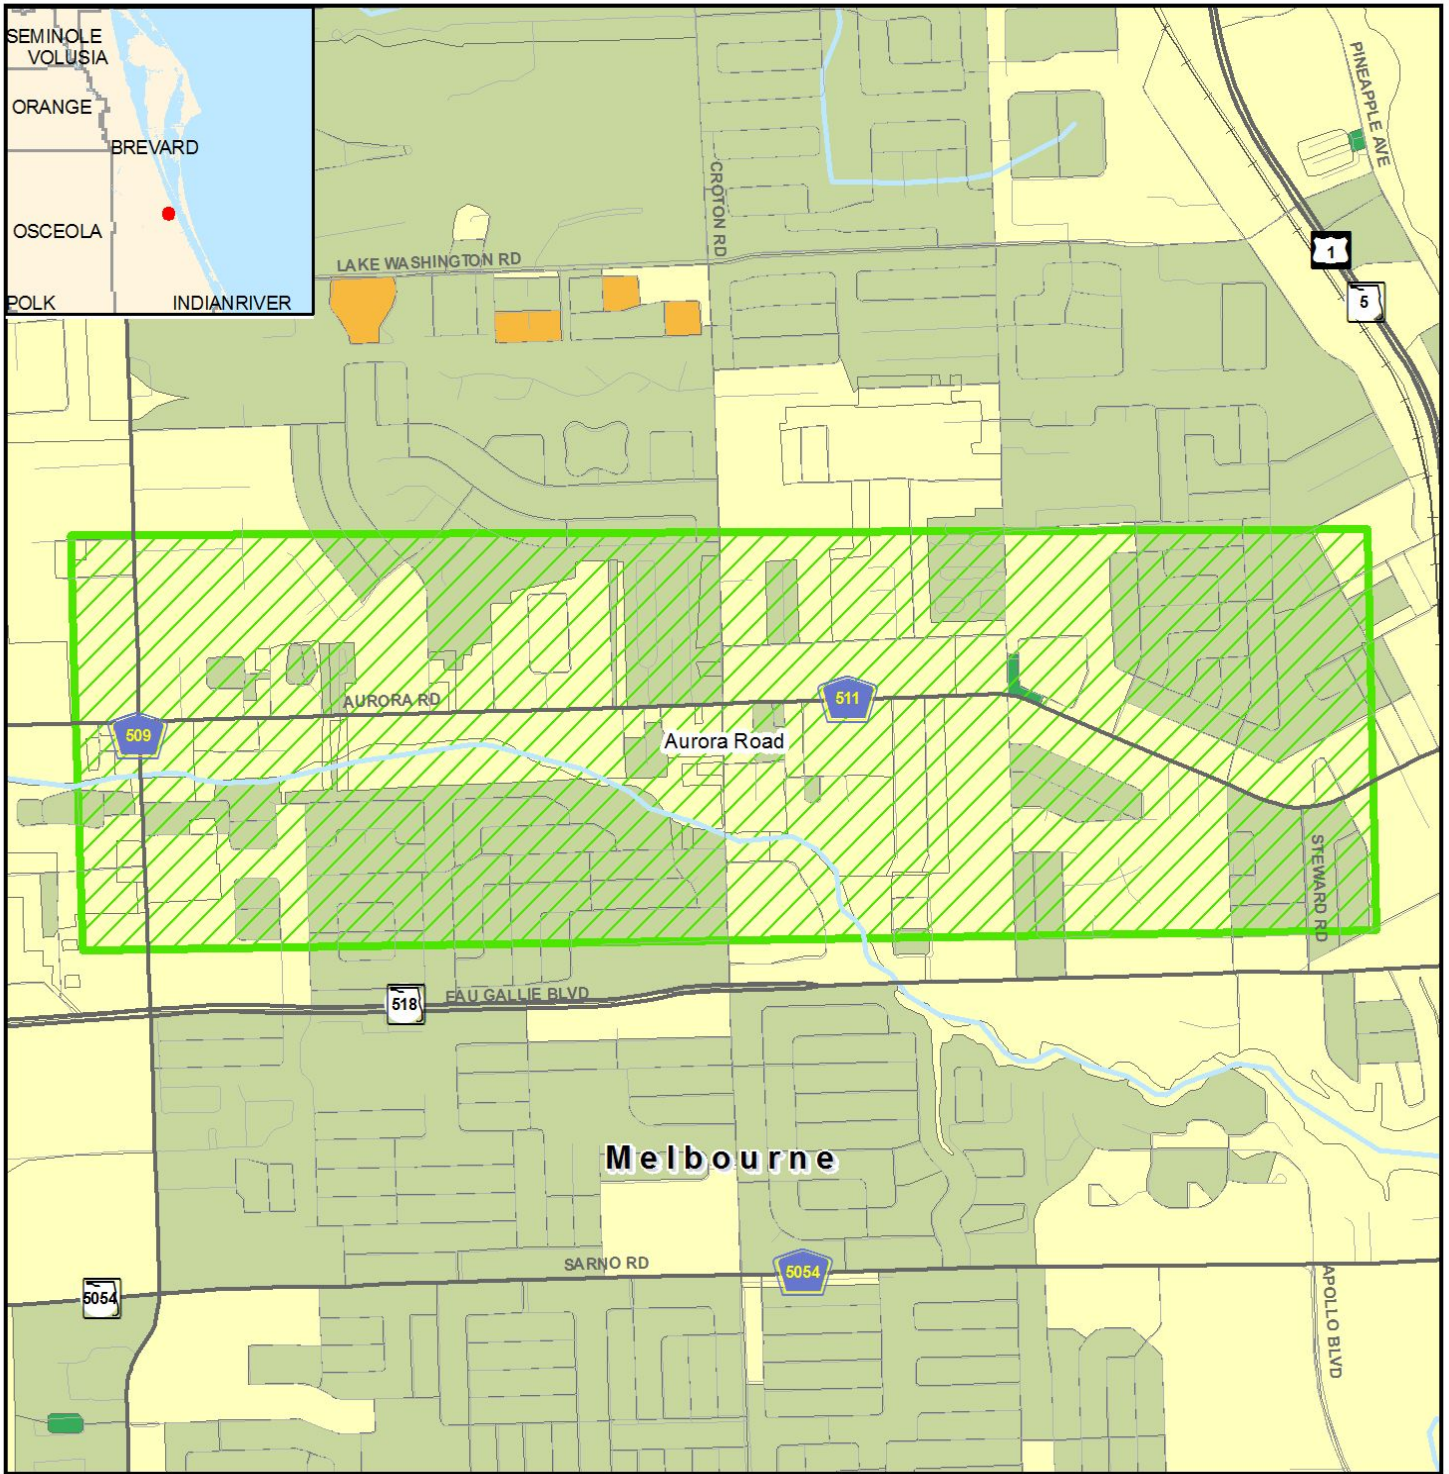 SEMINOLE
VOLUSIA
ORANGE
BREVARD
OSCEOLA
POLK
INDIANRIVER
PINEAPPLE AVE
CROTON RD
1
LAKE WASHINGTON RD
5
AURORA RD
511
509
Aurora Road
STEWARD RD
518
EAU GALLIE BLVD
Melbourne
SARNO RD
5054
5054
APOLLO BLVD